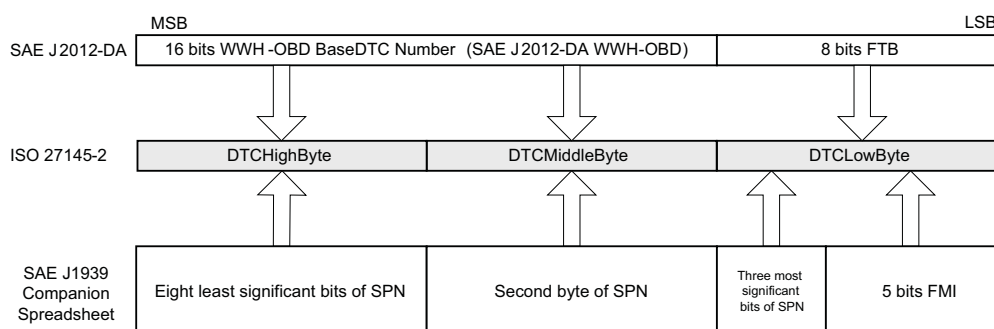 MSB
LSB
SAE J2012-DA
16 bits WWH-OBD BaseDTC Number (SAE J2012-DA WWH-OBD)
8 bits FTB
ISO 27145-2
DTCHighByte
DTCMiddleByte
DTCLowByte
SAE J1939
Companion
Spreadsheet
Eight least significant bits of SPN
Second byte of SPN
Three most
significant
bits of SPN
5 bits FMI